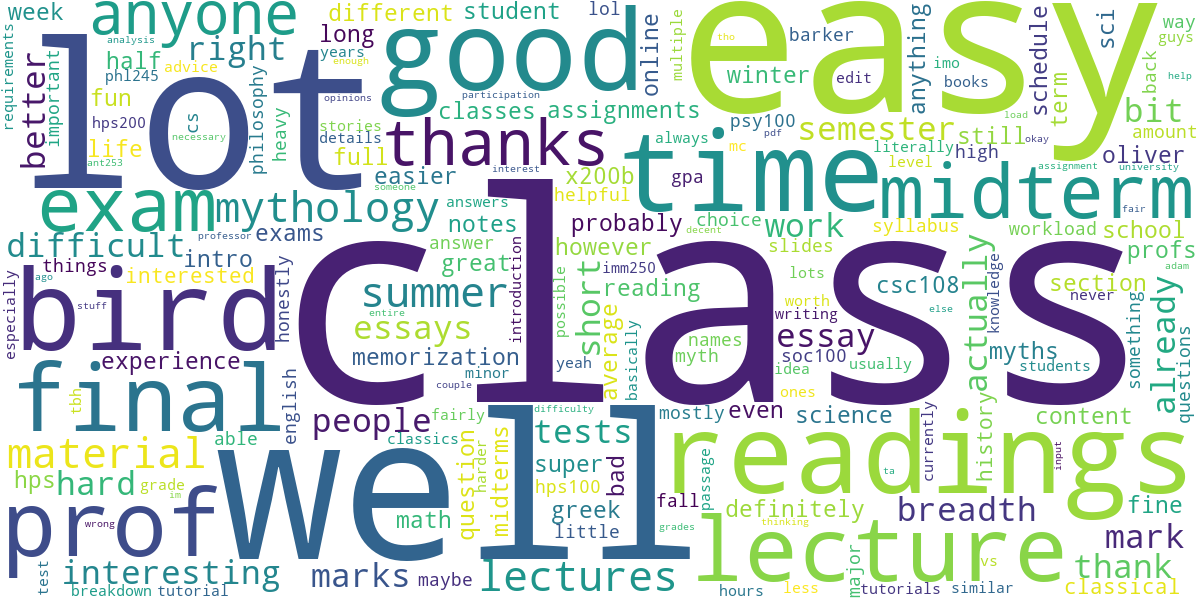 class
lot
well
easy
good
time
bird
final
prof
readings
lecture
midterm
exam
thanks
anyone
mythology
summer
lectures
interesting
material
difficult
people
semester
essay
essays
work
tests
breadth
thank
mark
marks
hard
already
actually
short
right
better
bit
week
requirements
analysis
half
important
phl245
advice
years
enough
long
different
student
lol
online
multiple
tho
barker
winter
edit
imo
books
anything
sci
schedule
term
back
way
guys
help
load
okay
amount
oliver
high
still
level
literally
always
mc
pdf
psy100
assignments
classes
participation
opinions
stories
details
full
easier
someone
interest
x200b
helpful
gpa
fun
hps200
life
cs
necessary
philosophy
heavy
ant253
assignment
university
fair
school
workload
syllabus
profs
adam
choice
probably
decent
slides
however
notes
answers
answer
great
introduction
possible
imm250
reading
lots
csc108
section
never
knowledge
else
worth
writing
idea
soc100
names
myth
average
basically
usually
ones
myths
students
something
questions
exams
professor
intro
things
interested
ago
stuff
especially
honestly
experience
entire
memorization
minor
couple
yeah
english
tbh
able
classics
fairly
difficulty
mostly
even
science
history
content
currently
input
fine
classical
similar
tutorials
vs
major
less
hours
definitely
thinking
passage
ta
fall
grades
bad
super
hps100
greek
little
midterms
harder
question
math
maybe
hps
grade
im
wrong
test
breakdown
tutorial